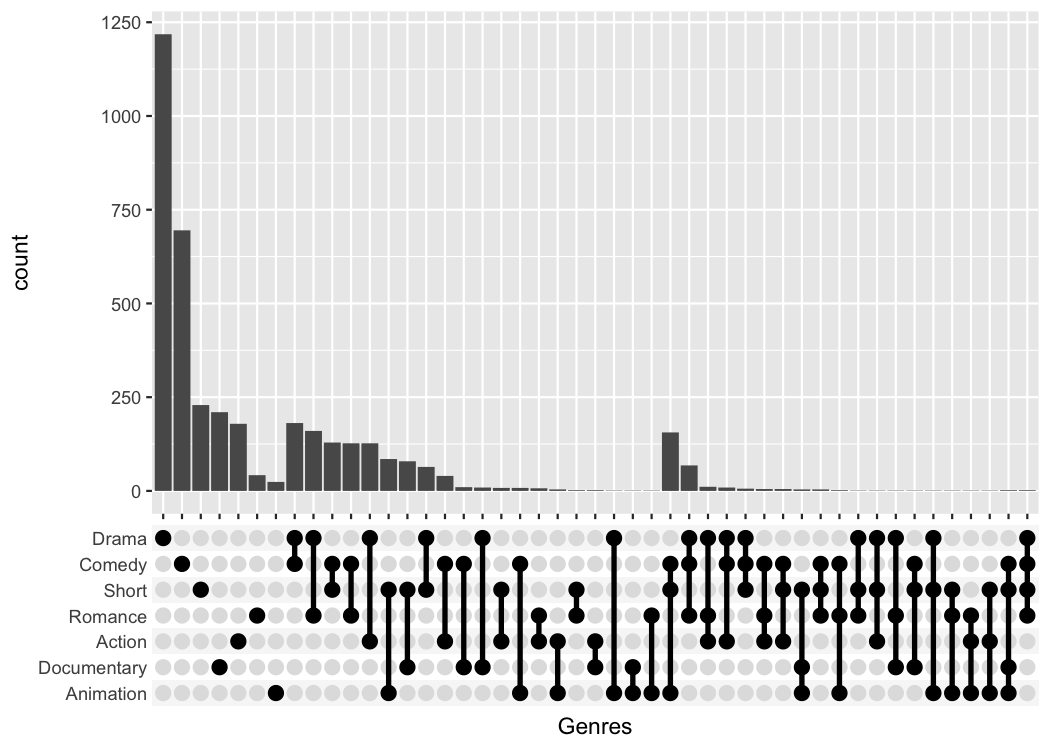 1250
1000
750
500
250
0
count
Drama
Comedy
Short
Romance
Action
Documentary
Animation
Genres